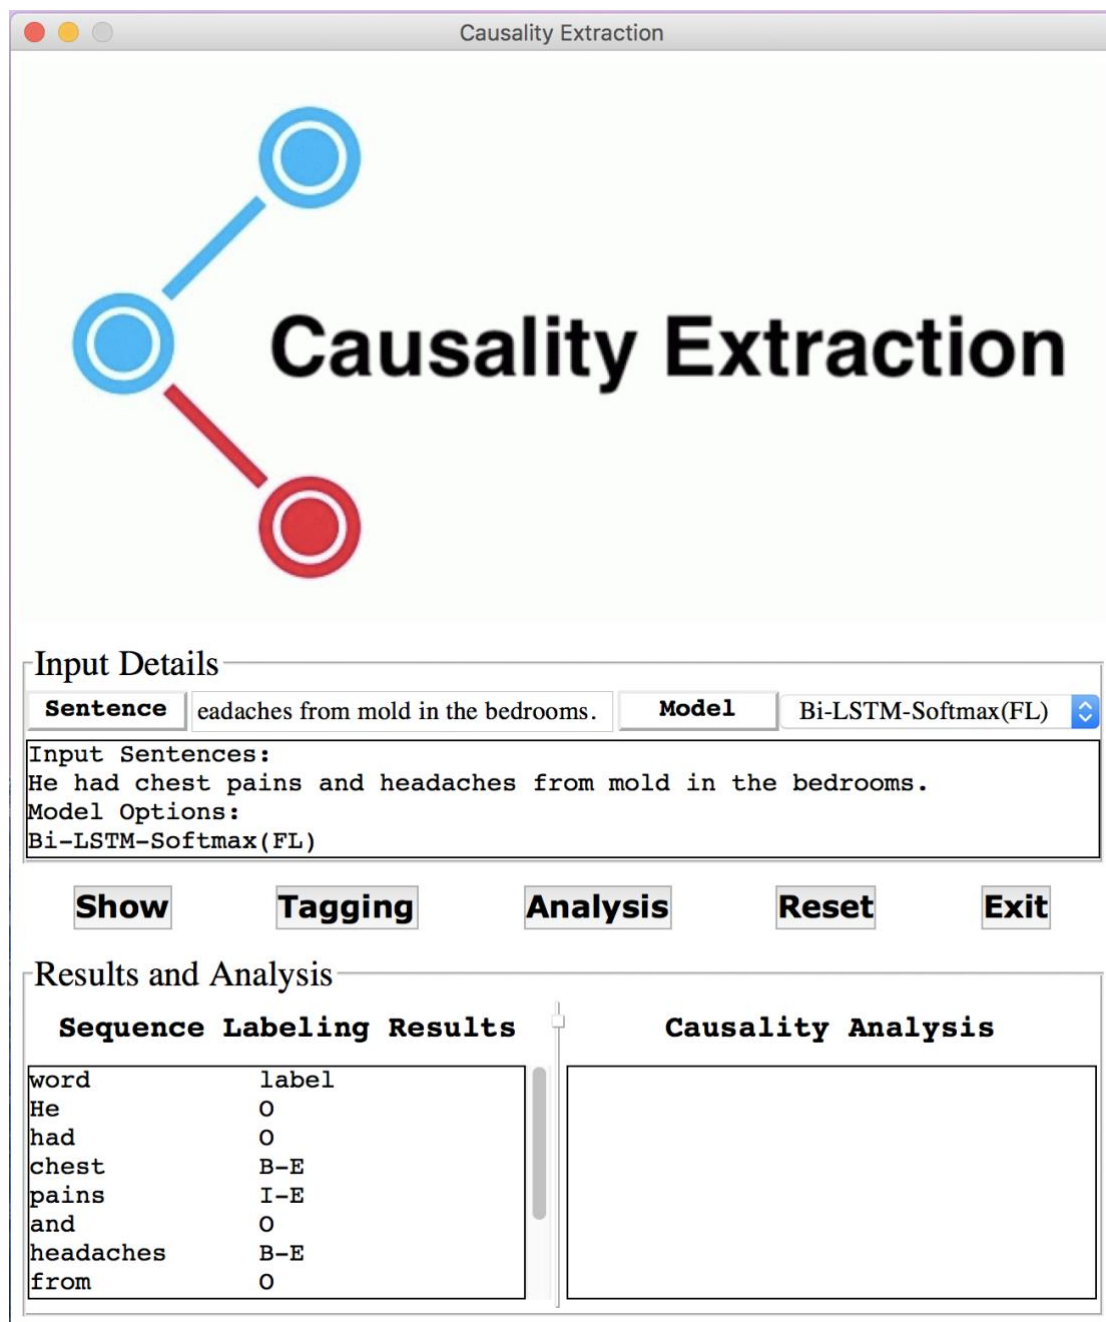 Causality Extraction
Causality Extraction
Input Details
Sentence eadaches from mold in the bedrooms. Model Bi-LSTM-Softmax(FL)
Input Sentences:
He had chest pains and headaches from mold in the bedrooms.
Model Options:
Bi-LSTM-Softmax(FL)
Show Tagging Analysis Reset Exit
Results and Analysis
Sequence Labeling Results Causality Analysis
word label
He O
had O
chest B-E
pains I-E
and O
headaches B-E
from O